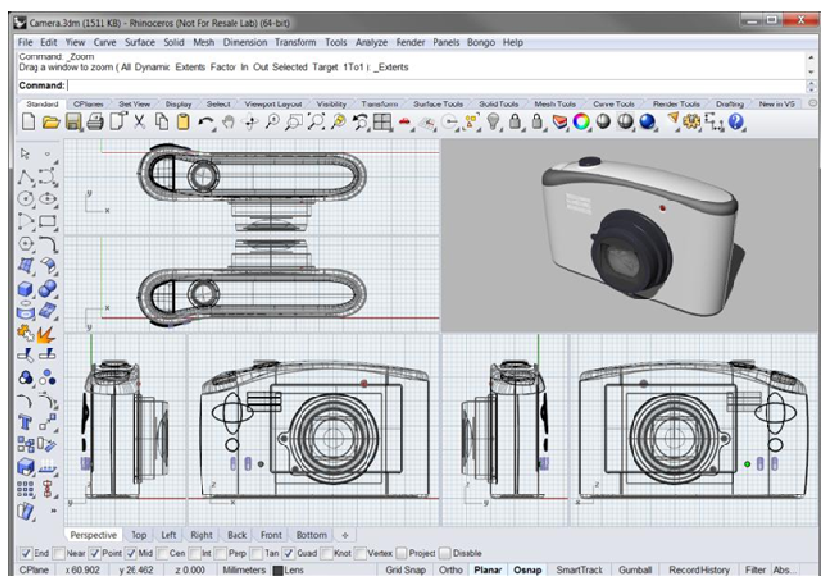 Camera.3dm (1511 KB) - Rhinoceros (Not For Resale Lab) (64-bit)
File Edit View Curve Surface Solid Mesh Dimension Transform Tools Analyze Render Panels Bongo Help
Command: _Zoom
Drag a window to zoom ( All Dynamic Extents Factor In Out Selected Target 1To1 ): _Extents
Command:
Standard CPlanes Set View Display Select Viewport Layout Visibility Transform Surface Tools Solid Tools Mesh Tools Curve Tools Render Tools Drafting New in V5
y
x
x
y
z
y
z
x
z
y
z
x
Perspective Top Left Right Back Front Bottom
End Near Point Mid Cen Int Perp Tan Quad Knot Vertex Project Disable
CPlane x 60.902 y 26.462 z 0.000 Millimeters Lens Grid Snap Ortho Planar Osnap SmartTrack Gumball Record History Filter Abs...